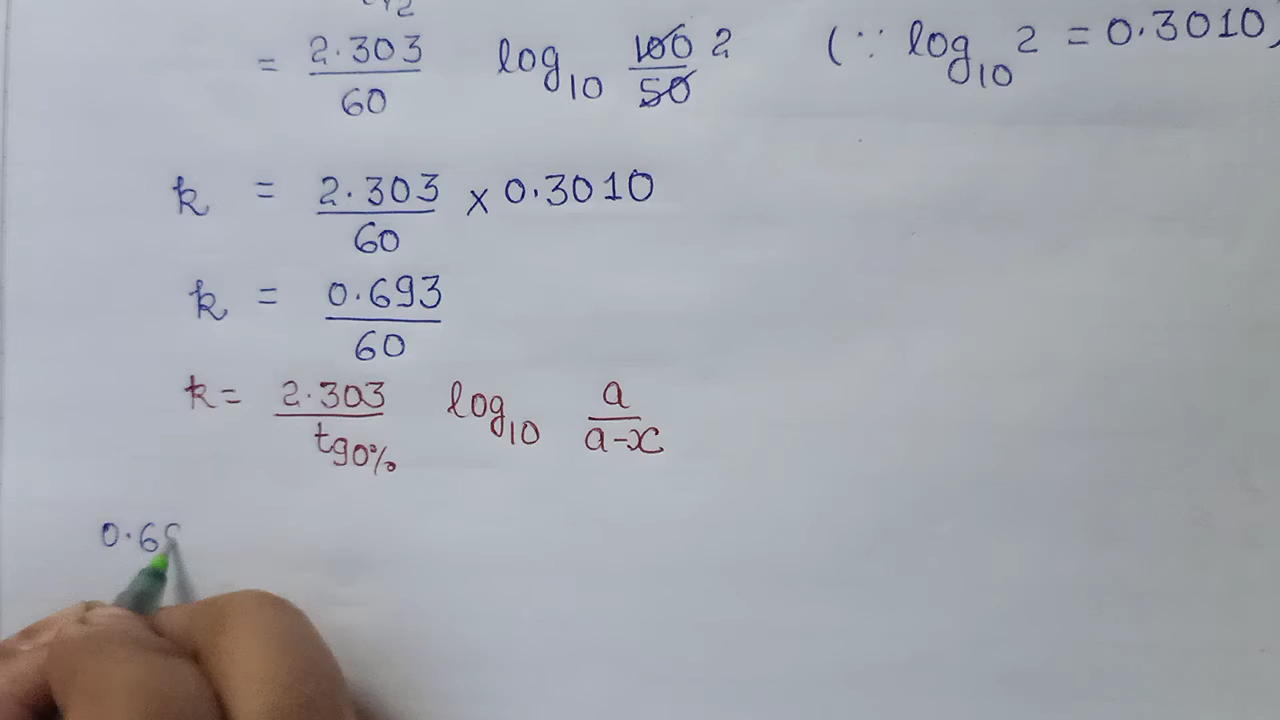 = 2.303/60 log₁₀ 100/50 2 (∵ log₁₀ 2 = 0.3010)
k = 2.303/60 × 0.3010
k = 0.693/60
k = 2.303/t90% log₁₀ a/a-x
0.69